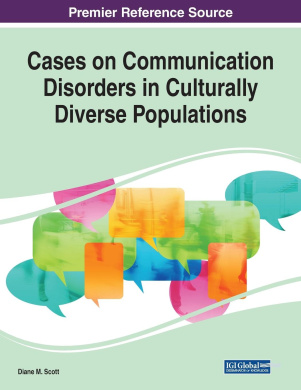 Premier Reference Source
Cases on Communication
Disorders in Culturally
Diverse Populations
Diane M. Scott
IGI Global